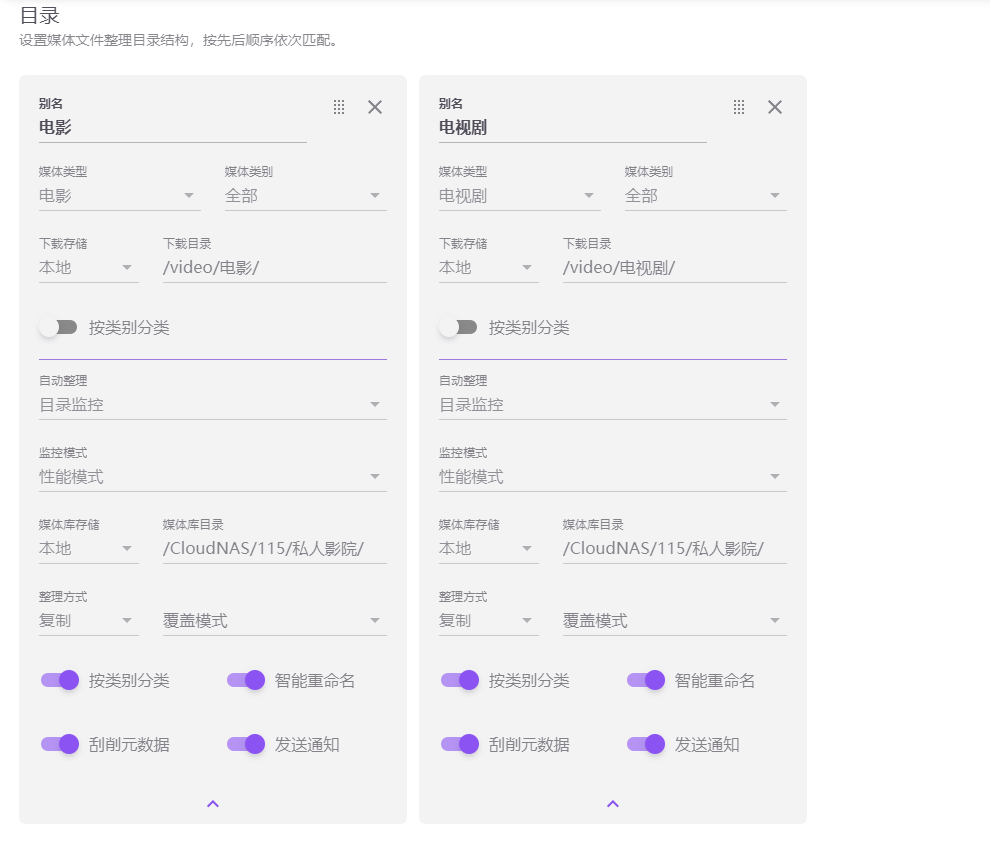 目录
设置媒体文件整理目录结构，按先后顺序依次匹配。
别名
电影
媒体类型
媒体类别
电影
全部
下载存储
下载目录
本地
/video/电影/
按类别分类
自动整理
目录监控
监控模式
性能模式
媒体库存储
媒体库目录
本地
/CloudNAS/115/私人影院/
整理方式
复制
覆盖模式
按类别分类
智能重命名
刮削元数据
发送通知
别名
电视剧
媒体类型
媒体类别
电视剧
全部
下载存储
下载目录
本地
/video/电视剧/
按类别分类
自动整理
目录监控
监控模式
性能模式
媒体库存储
媒体库目录
本地
/CloudNAS/115/私人影院/
整理方式
复制
覆盖模式
按类别分类
智能重命名
刮削元数据
发送通知